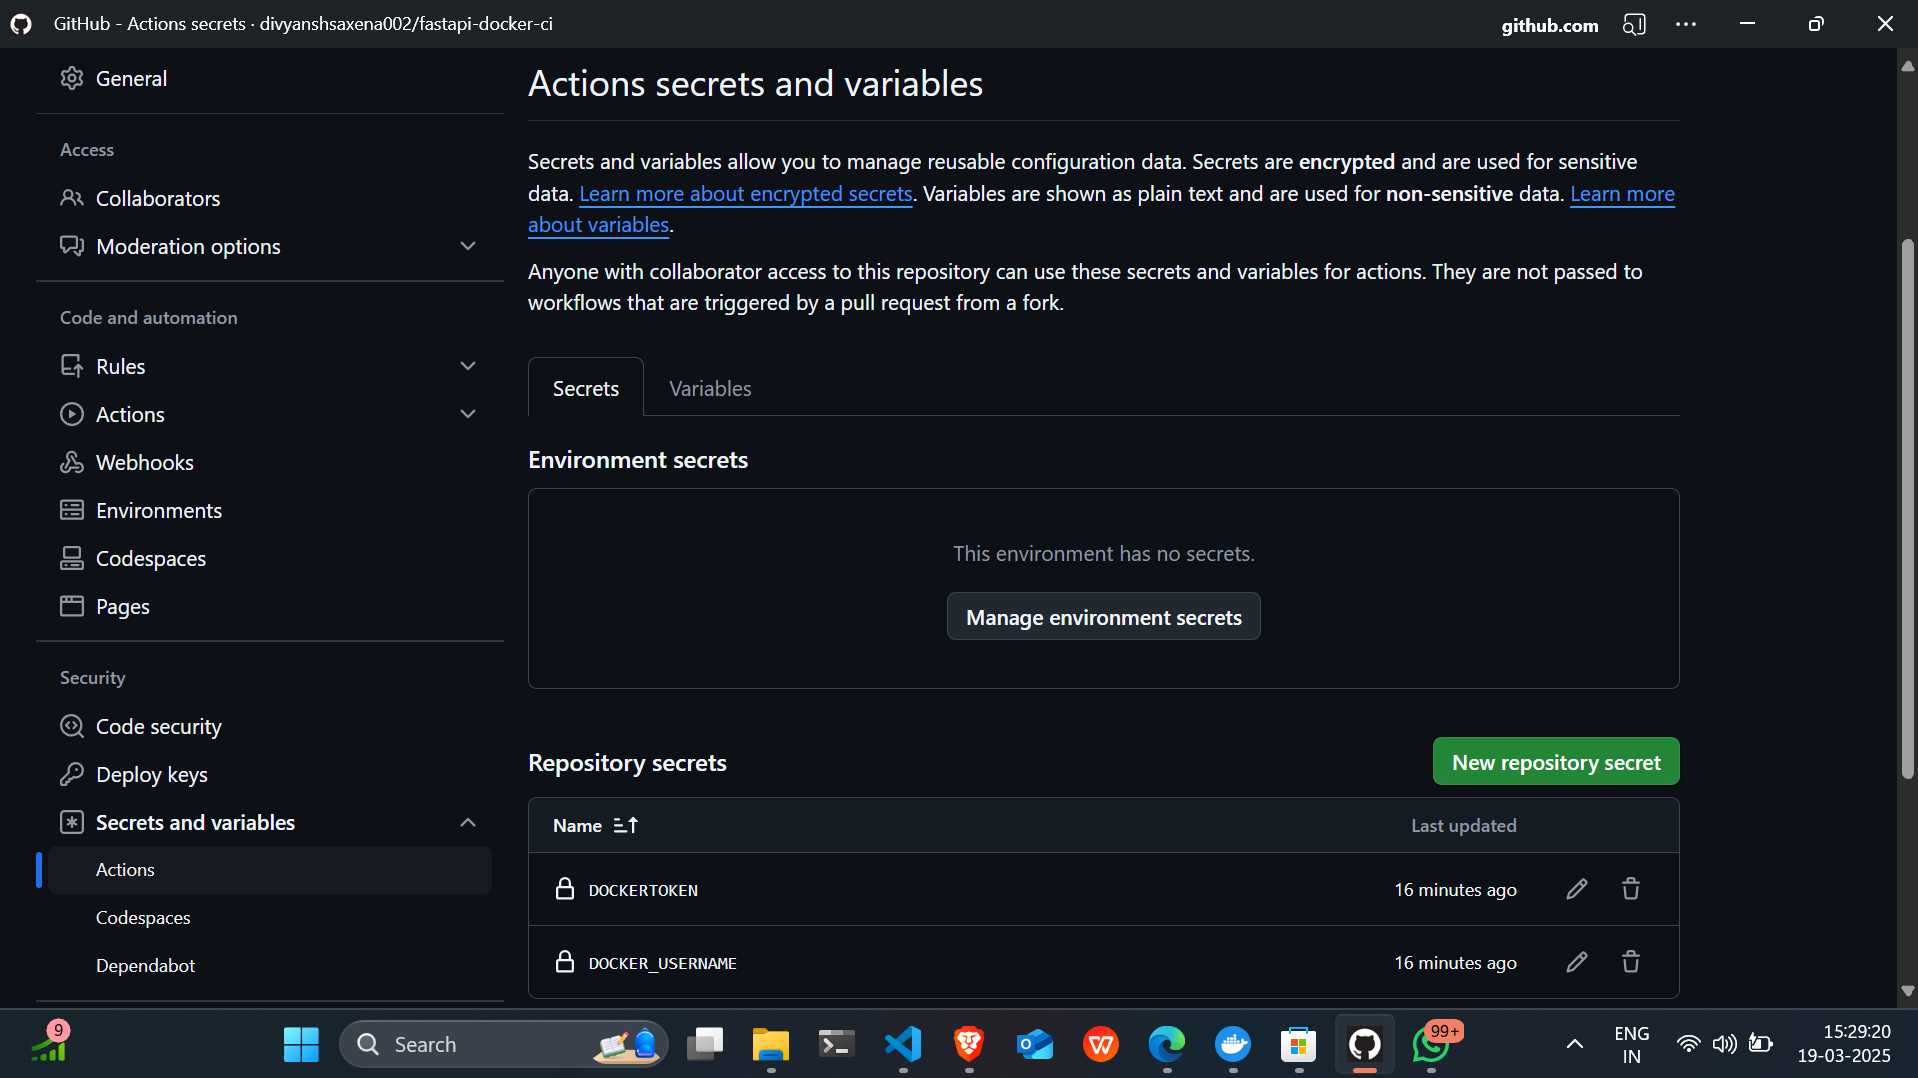 GitHub - Actions secrets · divyanshsaxena002/fastapi-docker-ci
github.com
General
Access
Collaborators
Moderation options
Code and automation
Rules
Actions
Webhooks
Environments
Codespaces
Pages
Security
Code security
Deploy keys
Secrets and variables
Actions
Codespaces
Dependabot
Actions secrets and variables
Secrets and variables allow you to manage reusable configuration data. Secrets are encrypted and are used for sensitive
data. Learn more about encrypted secrets. Variables are shown as plain text and are used for non-sensitive data. Learn more
about variables.
Anyone with collaborator access to this repository can use these secrets and variables for actions. They are not passed to
workflows that are triggered by a pull request from a fork.
Secrets
Variables
Environment secrets
This environment has no secrets.
Manage environment secrets
Repository secrets
New repository secret
Name
Last updated
DOCKERTOKEN
16 minutes ago
DOCKER_USERNAME
16 minutes ago
9
Search
99+
ENG
IN
15:29:20
19-03-2025